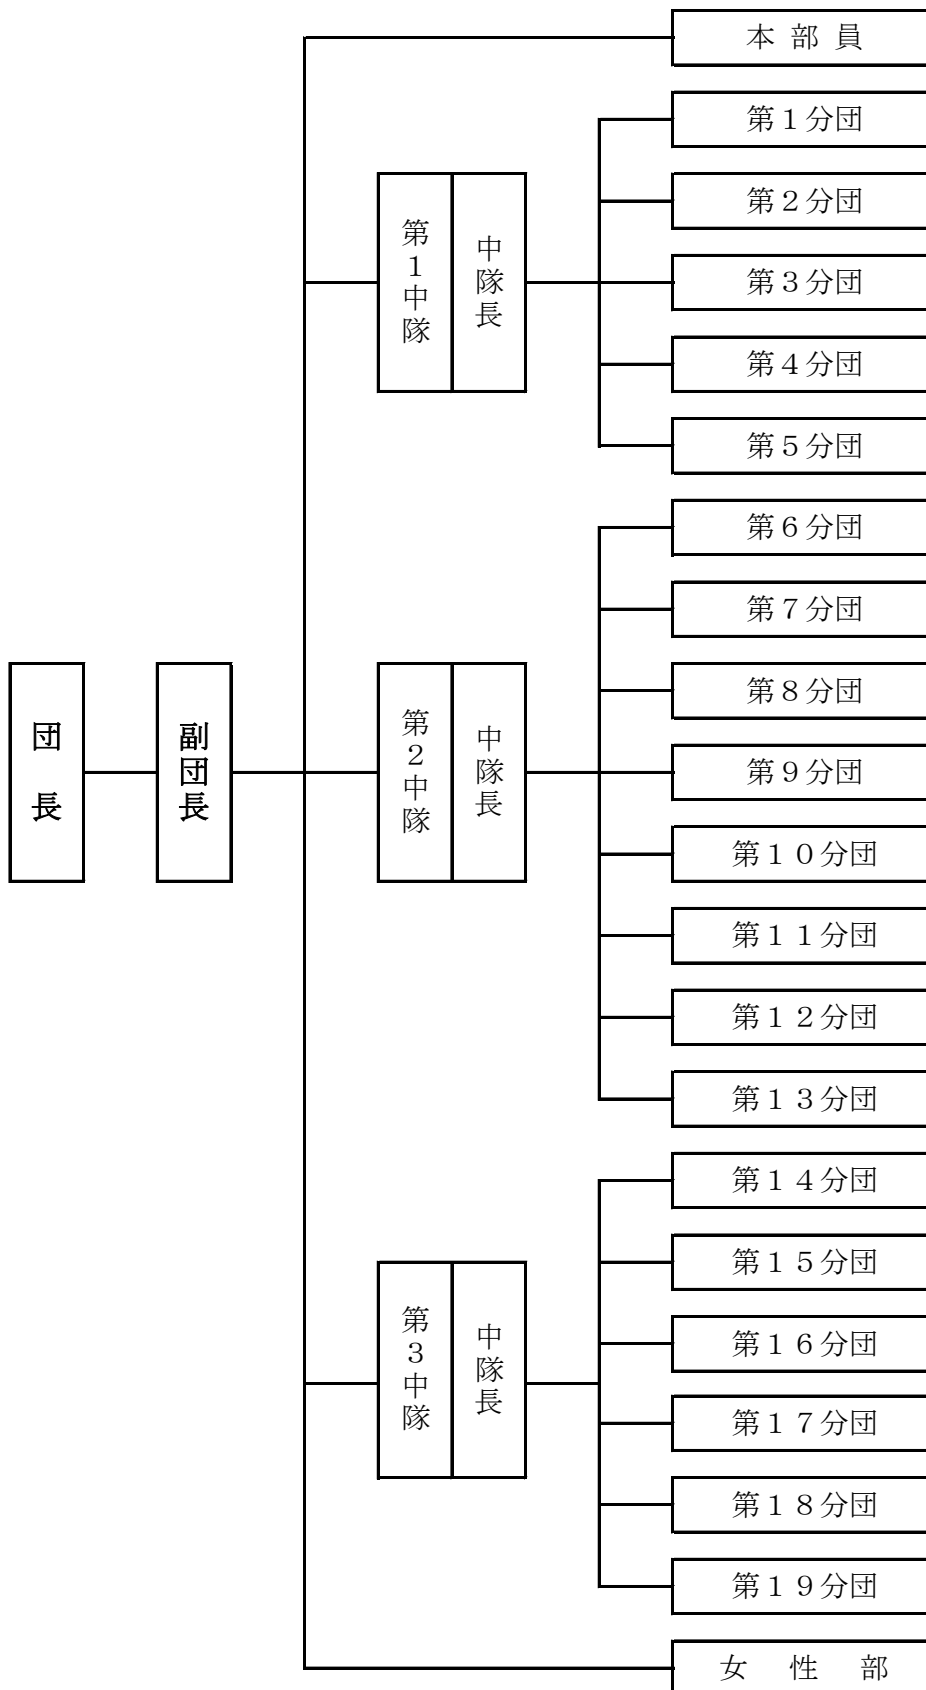 団長
副団長
本部員
第1中隊
中隊長
第１分団
第２分団
第３分団
第４分団
第５分団
第2中隊
中隊長
第６分団
第７分団
第８分団
第９分団
第１０分団
第１１分団
第１２分団
第１３分団
第3中隊
中隊長
第１４分団
第１５分団
第１６分団
第１７分団
第１８分団
第１９分団
女性部